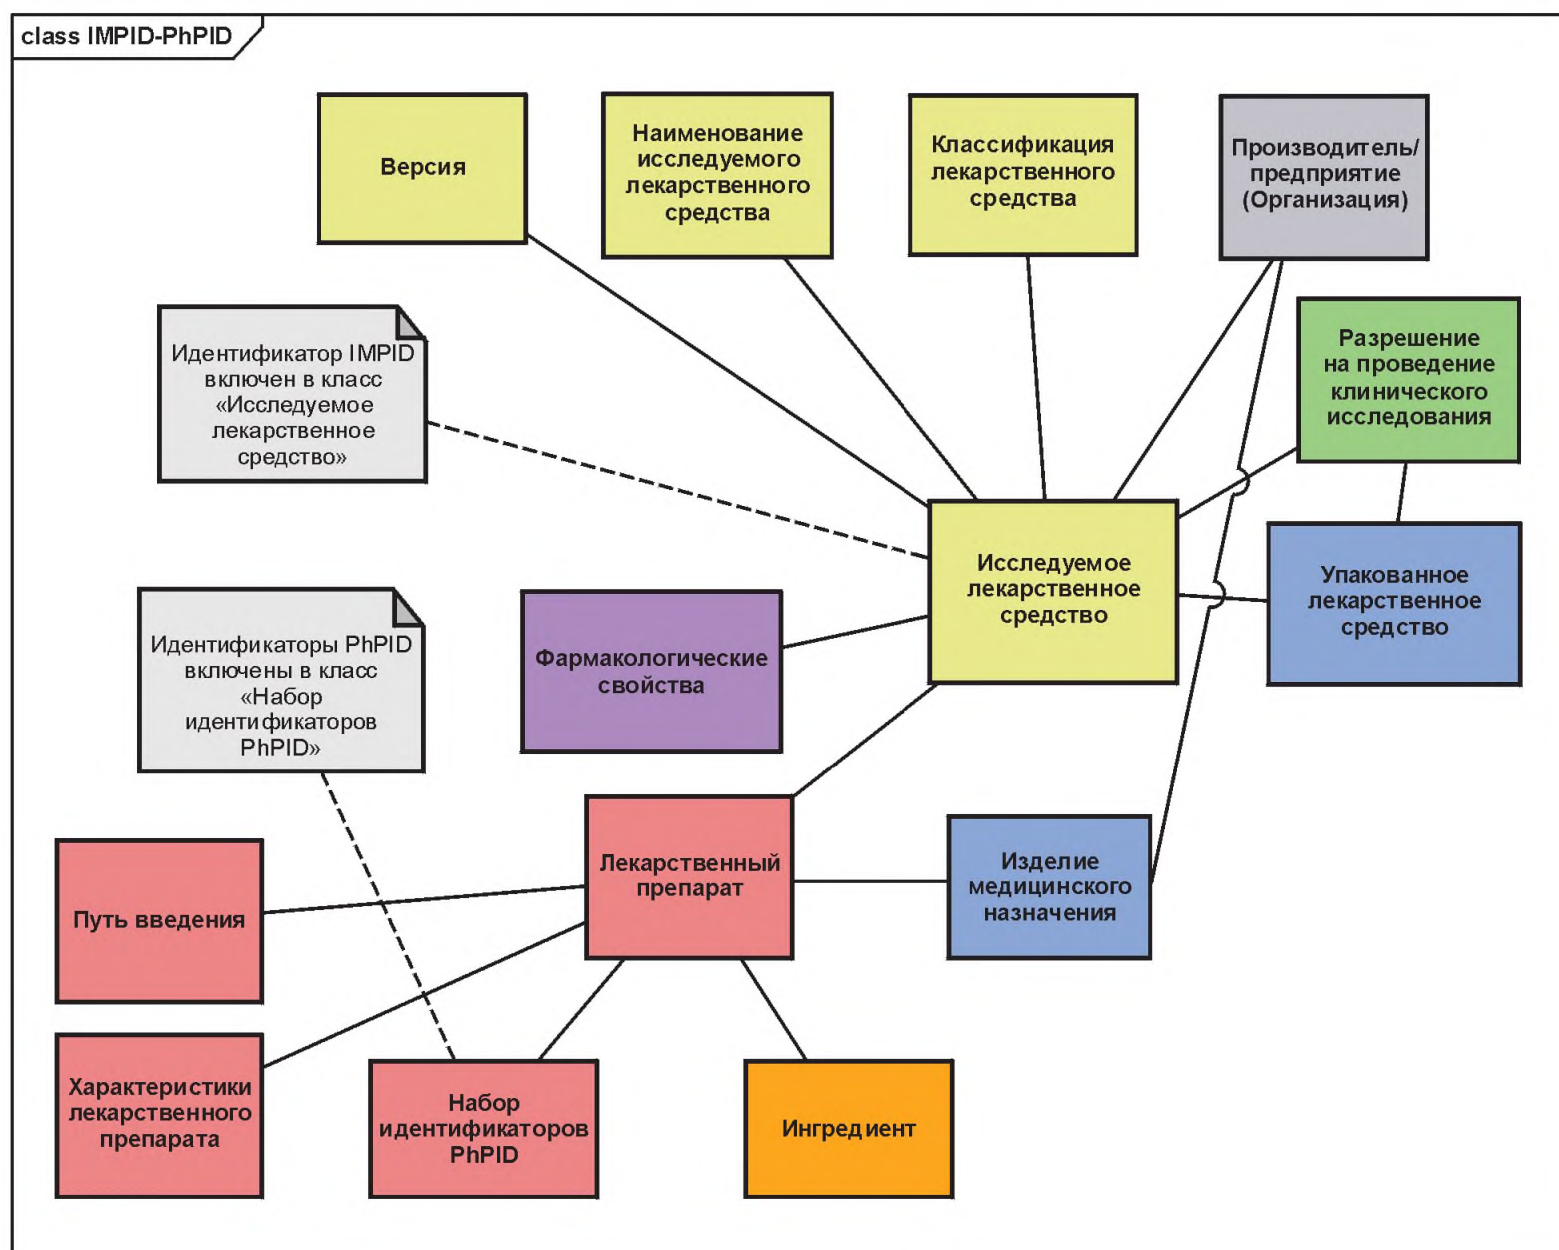 class IMPID-PhPID
Версия
Наименование
исследуемого
лекарственного
средства
Классификация
лекарственного
средства
Производитель/
предприятие
(Организация)
Идентификатор IMPID
включен в класс
«Исследуемое
лекарственное
средство»
Разрешение
на проведение
клинического
исследования
Исследуемое
лекарственное
средство
Упакованное
лекарственное
средство
Идентификаторы PhPID
включены в класс
«Набор
идентификаторов
PhPID»
Фармакологические
свойства
Лекарственный
препарат
Изделие
медицинского
назначения
Путь введения
Характеристики
лекарственного
препарата
Набор
идентификаторов
PhPID
Ингредиент